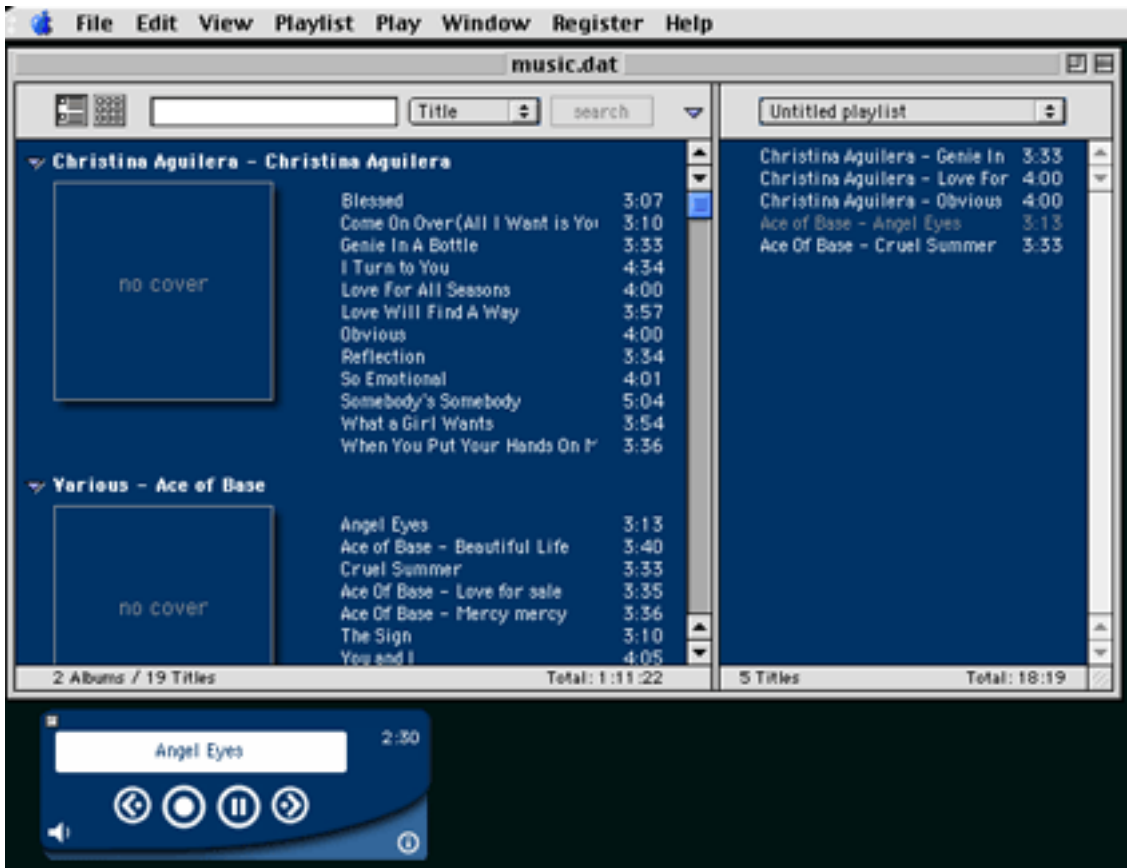 File Edit View Playlist Play Window Register Help
music.dat
Title search Untitled playlist
Christina Aguilera - Christina Aguilera
no cover
Blessed 3:07
Come On Over(All I Want is You 3:10
Genie In A Bottle 3:33
I Turn to You 4:34
Love For All Seasons 4:00
Love Will Find A Way 3:57
Obvious 4:00
Reflection 3:34
So Emotional 4:01
Somebody's Somebody 5:04
What a Girl Wants 3:54
When You Put Your Hands On 3:36
Various - Ace of Base
no cover
Angel Eyes 3:13
Ace of Base - Beautiful Life 3:40
Cruel Summer 3:33
Ace Of Base - Love for sale 3:35
Ace Of Base - Mercy mercy 3:36
The Sign 3:10
You and I 4:05
2 Albums / 19 Titles Total: 1:11:22
Christina Aguilera - Genie In 3:33
Christina Aguilera - Love For 4:00
Christina Aguilera - Obvious 4:00
Ace of Base - Angel Eyes 3:13
Ace Of Base - Cruel Summer 3:33
5 Titles Total: 18:19
Angel Eyes 2:30